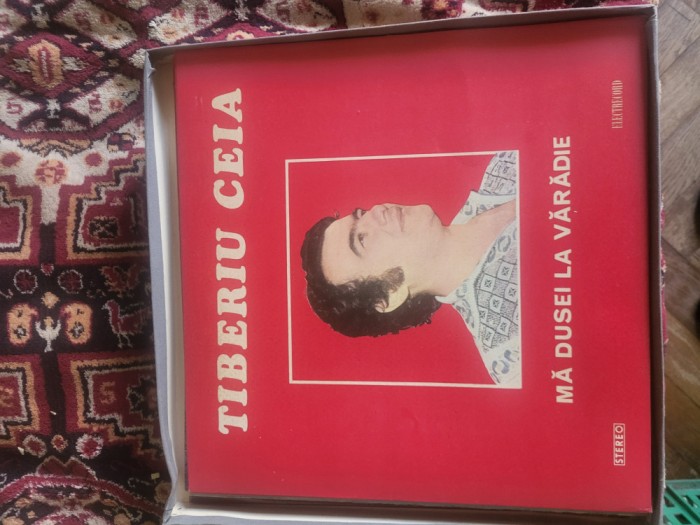 TIBERIU CEIA
MĂ DUSEI LA VĂRĂDIE
STEREO
ELECTRECORD